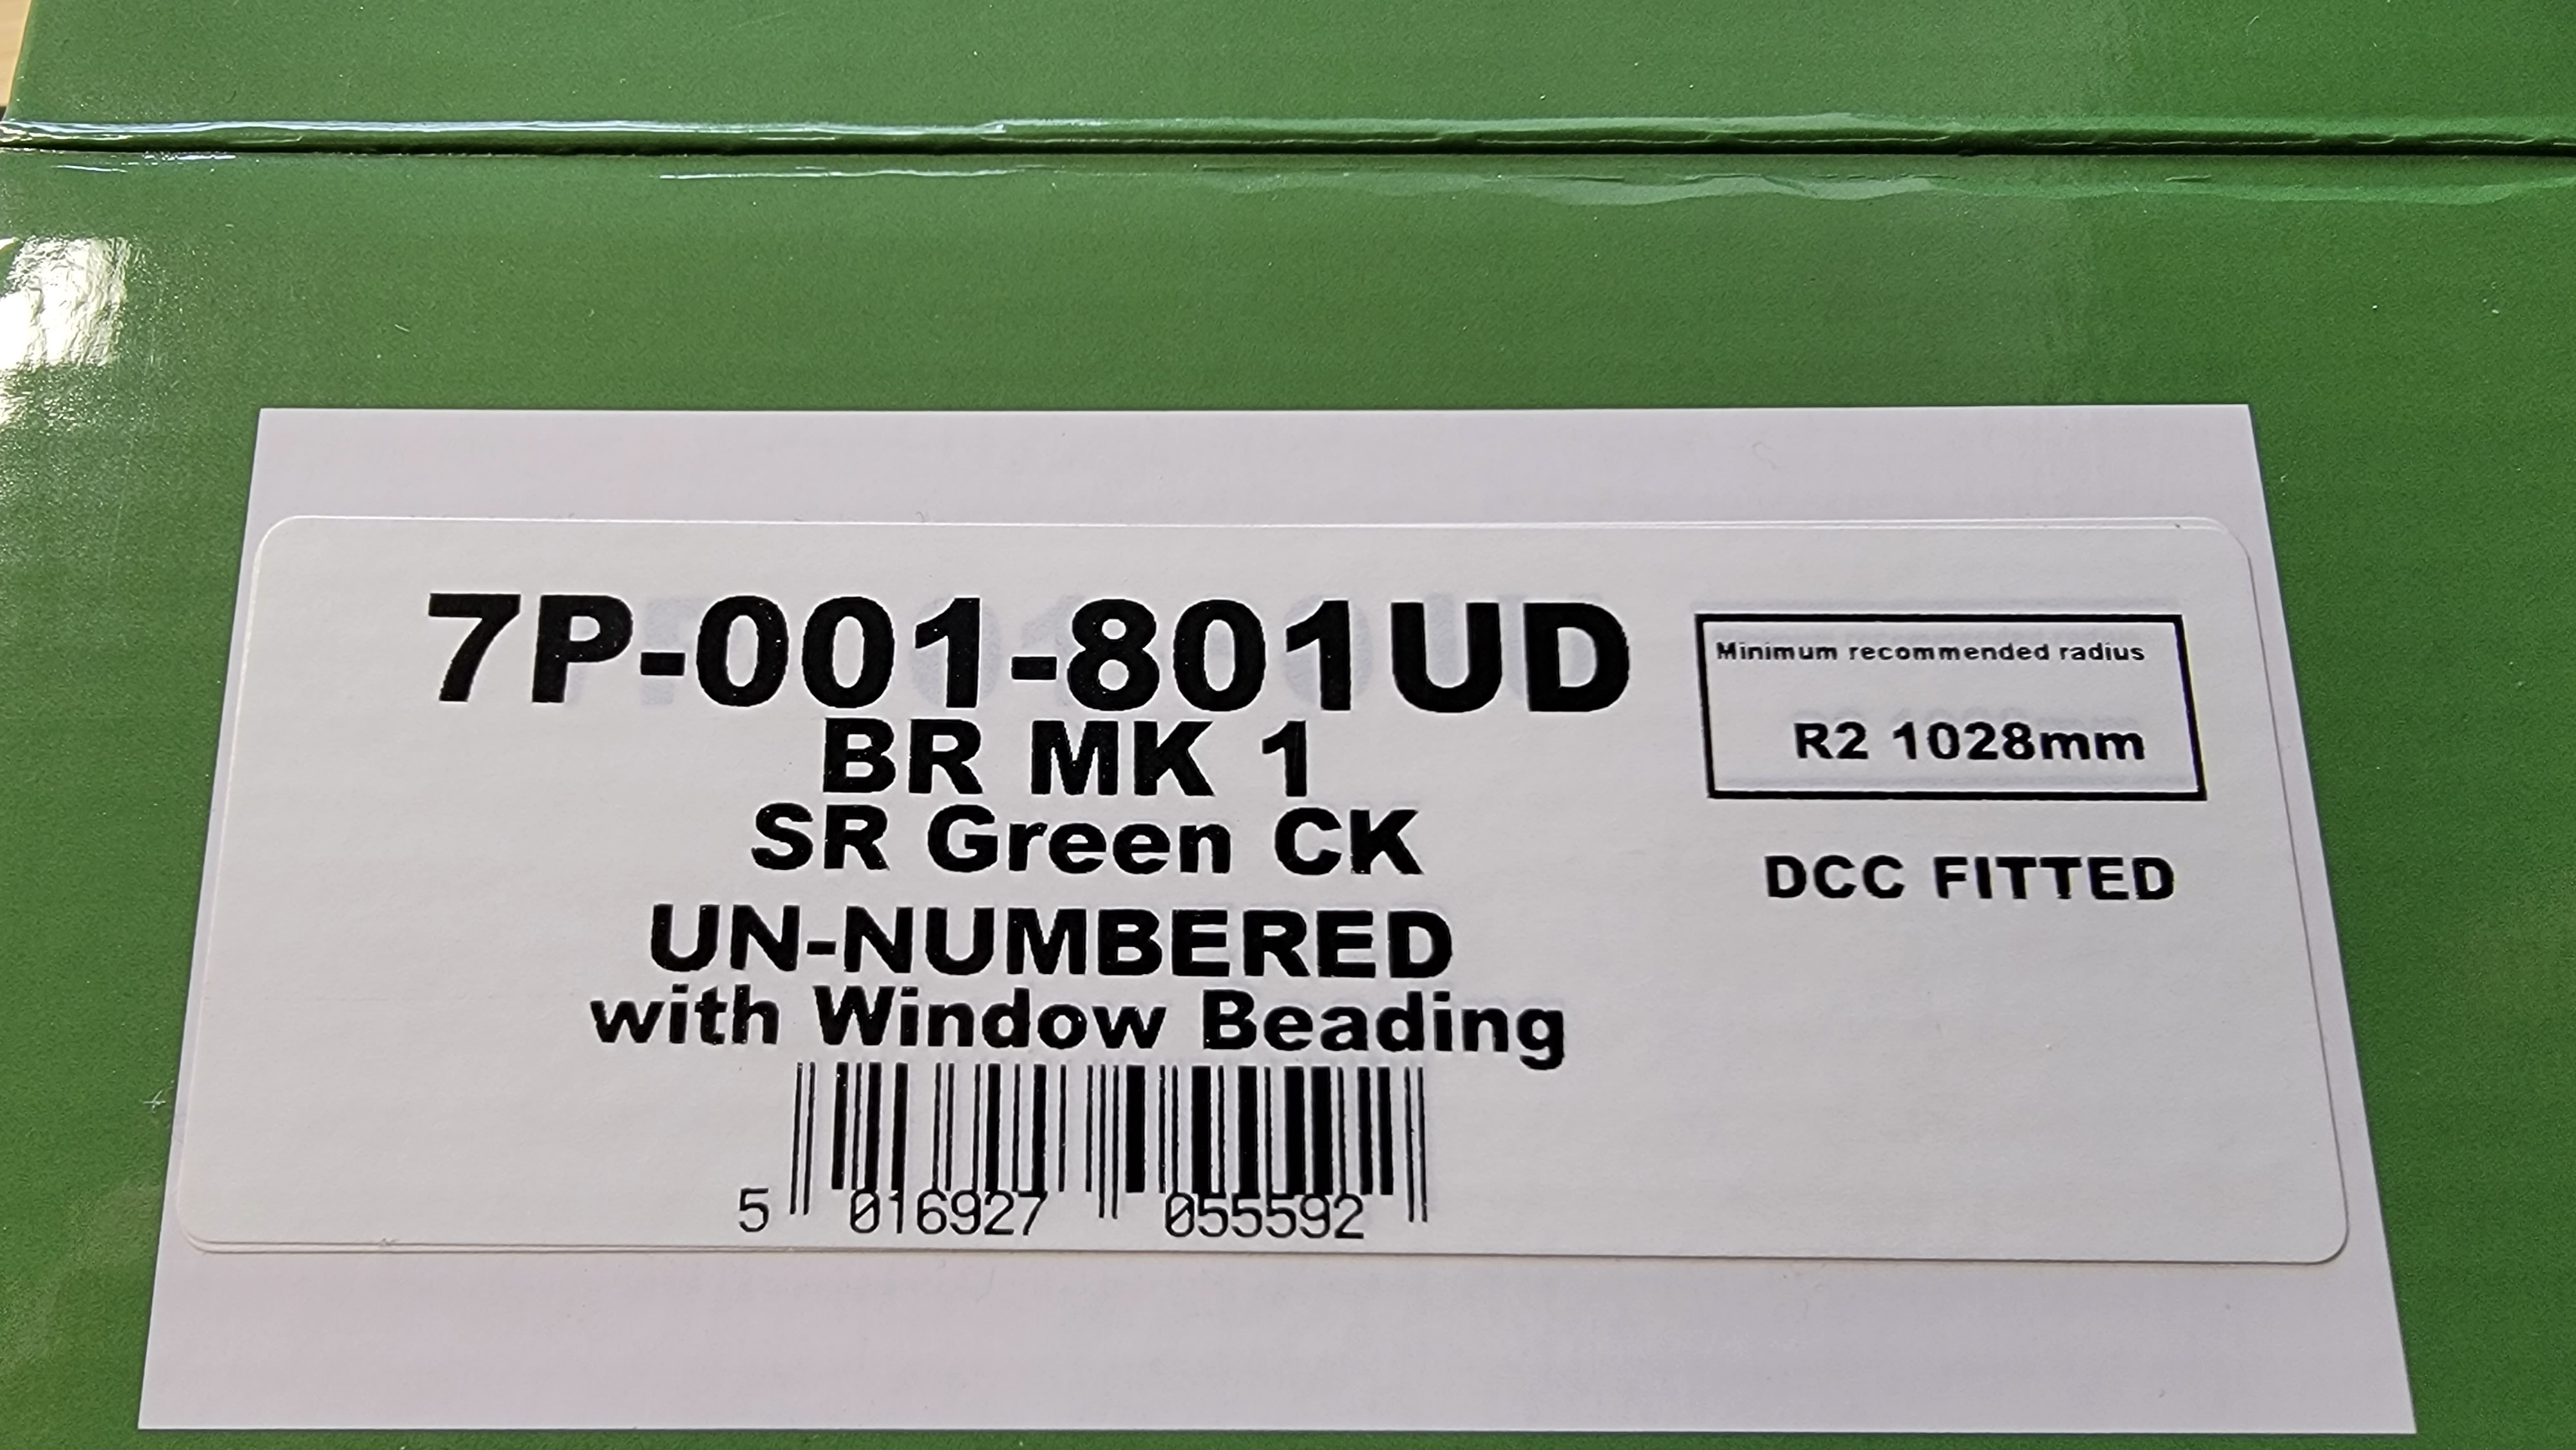 7P-001-801UD
BR MK 1
SR Green CK
UN-NUMBERED
with Window Beading
5 016927 055592
Minimum recommended radius
R2 1028mm
DCC FITTED